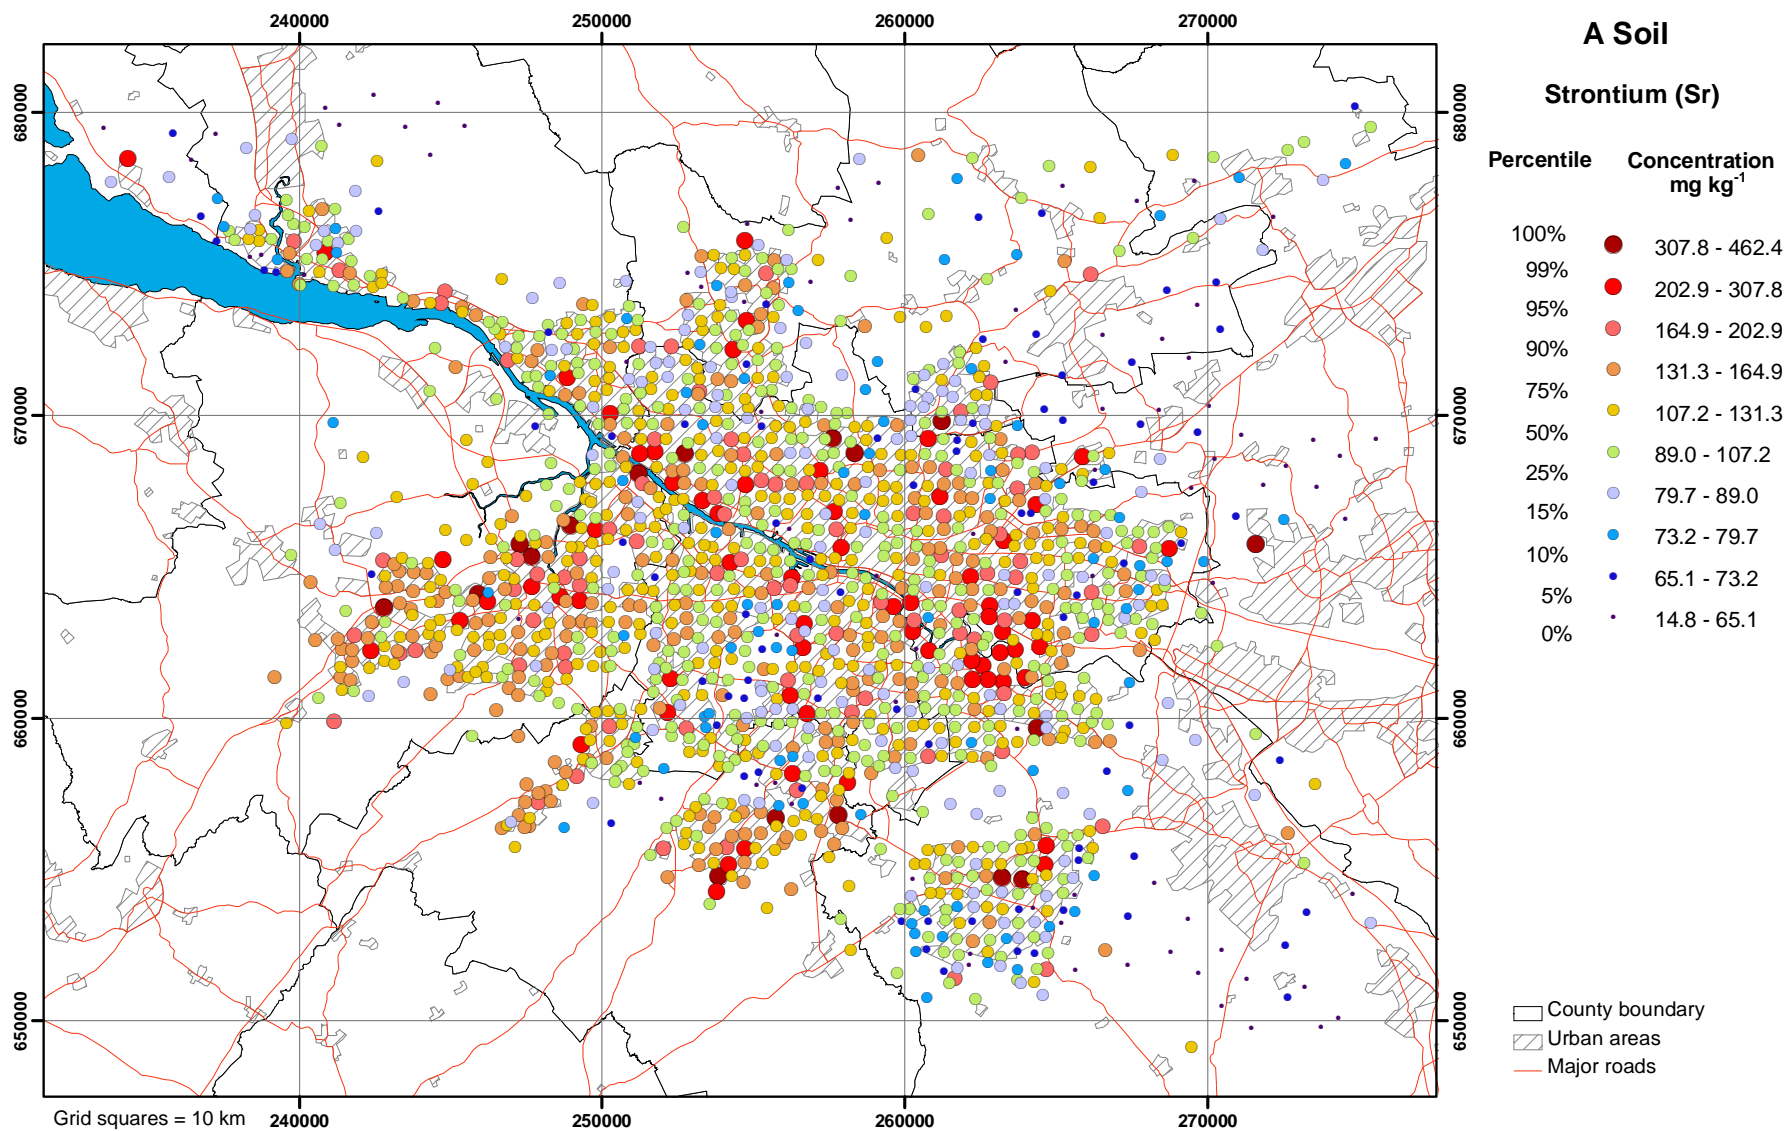 240000
250000
260000
270000
A Soil
Strontium (Sr)
680000
680000
Percentile
Concentration
mg kg-1
100%
307.8 - 462.4
99%
202.9 - 307.8
95%
164.9 - 202.9
90%
131.3 - 164.9
75%
107.2 - 131.3
50%
89.0 - 107.2
25%
79.7 - 89.0
15%
73.2 - 79.7
10%
65.1 - 73.2
5%
14.8 - 65.1
0%
670000
670000
660000
660000
650000
650000
County boundary
Urban areas
Major roads
Grid squares = 10 km
240000
250000
260000
270000